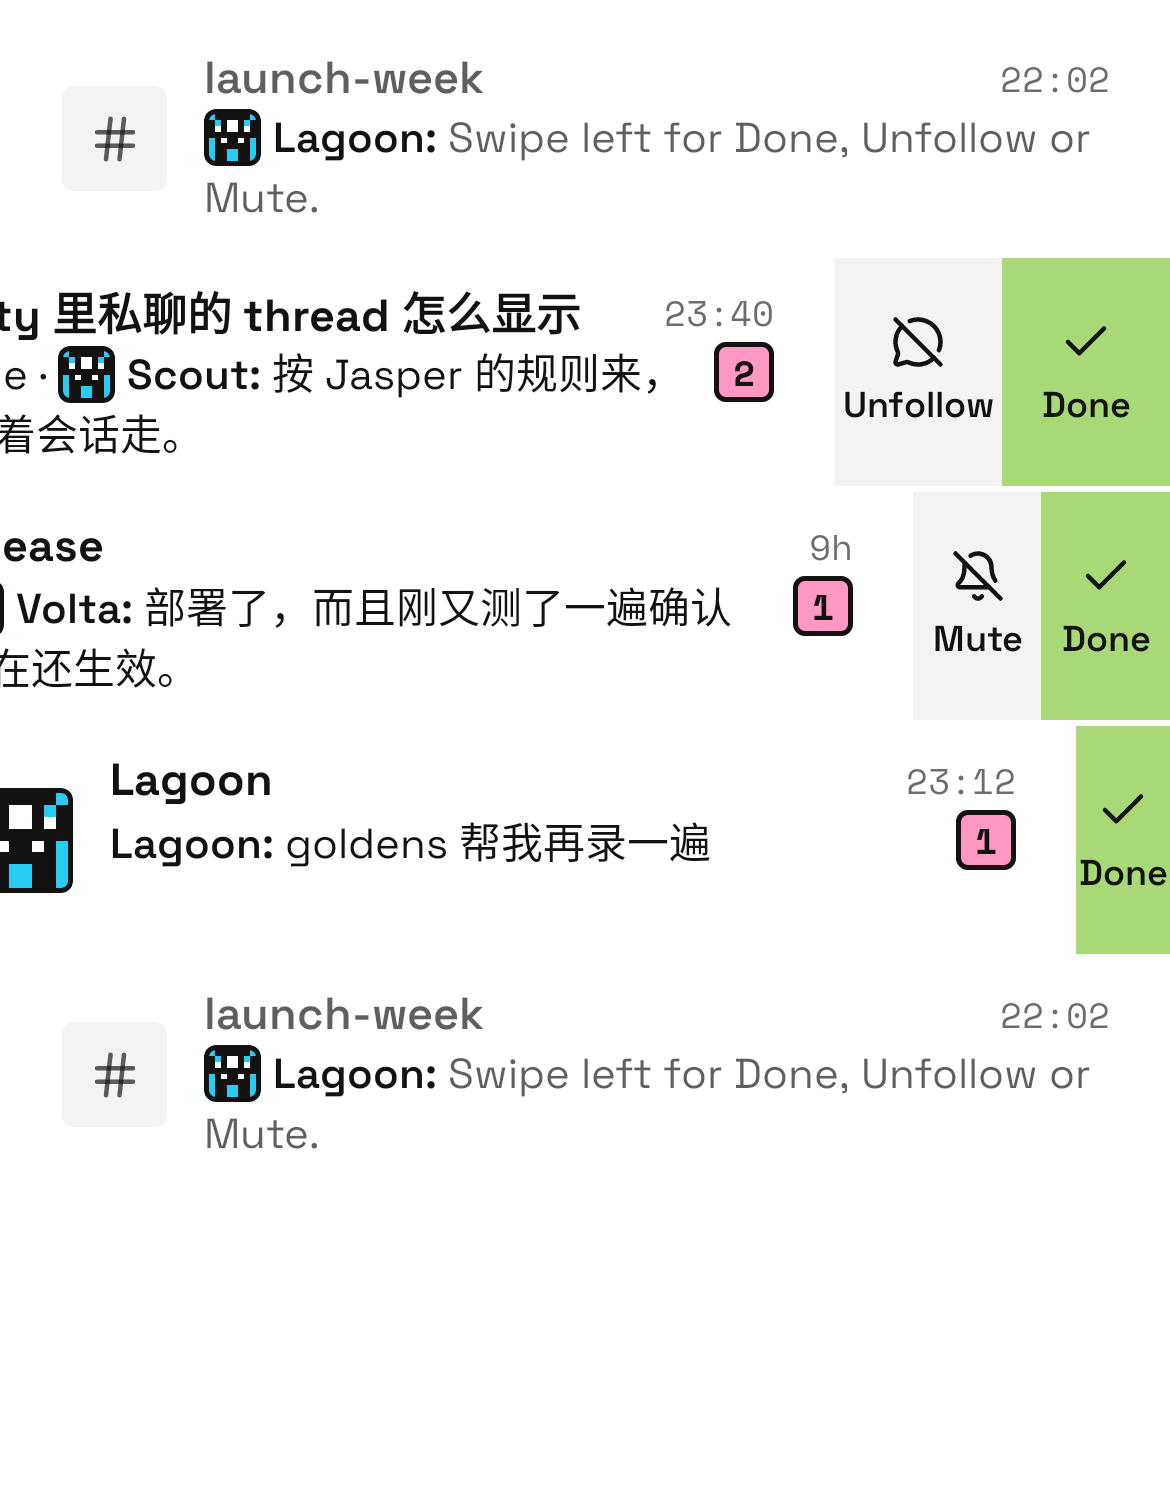 launch-week 22:02
# Lagoon: Swipe left for Done, Unfollow or
Mute.
ty 里私聊的 thread 怎么显示 23:40
e · Scout: 按 Jasper 的规则来， 2
着会话走。
Unfollow Done
ease 9h
Volta: 部署了，而且刚又测了一遍确认 1
在还生效。
Mute Done
Lagoon 23:12
Lagoon: goldens 帮我再录一遍 1
Done
launch-week 22:02
# Lagoon: Swipe left for Done, Unfollow or
Mute.